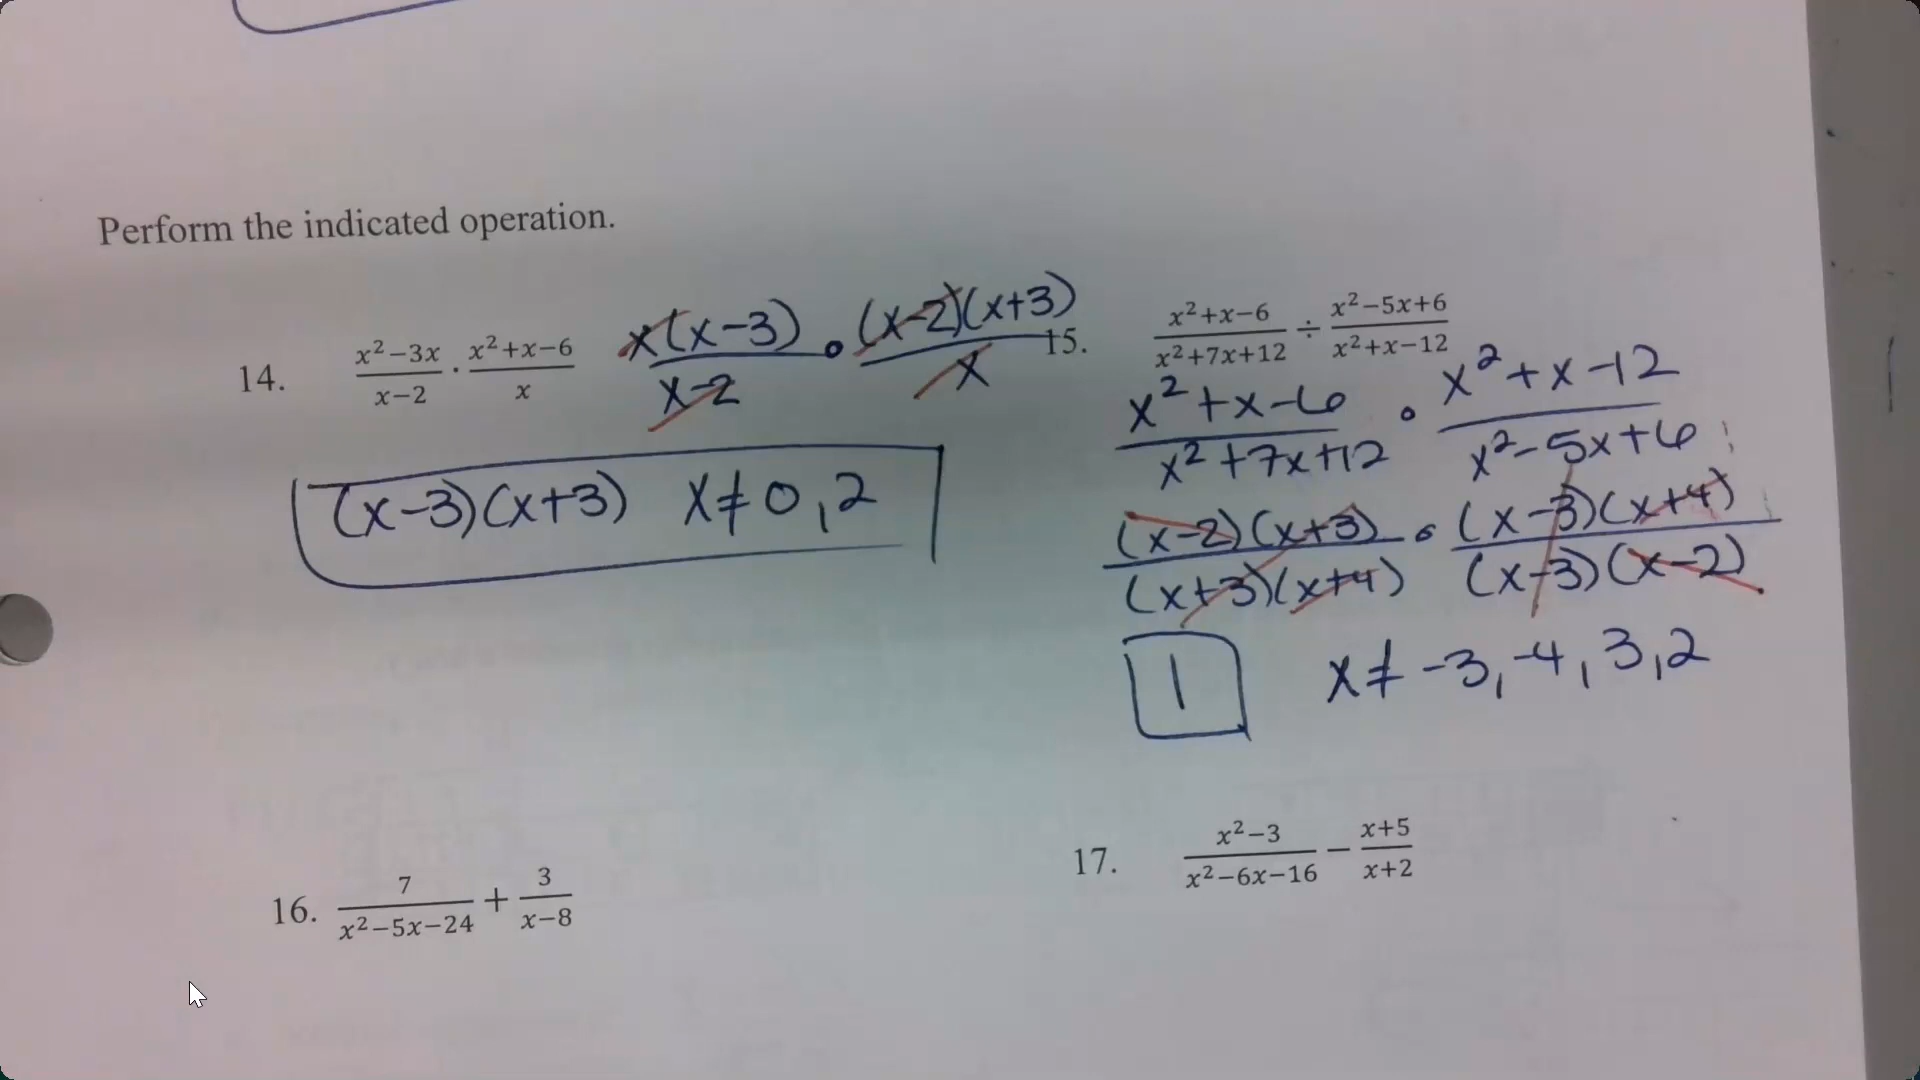 Perform the indicated operation.
14. (x²−3x)/(x−2) · (x²+x−6)/x
x(x-3)/(x-2) • (x-2)(x+3)/x
(x-3)(x+3) x≠0,2
15. (x²+x−6)/(x²+7x+12) ÷ (x²−5x+6)/(x²+x−12)
(x²+x-6)/(x²+7x+12) • (x²+x-12)/(x²-5x+6)
(x-2)(x+3)/(x+3)(x+4) • (x-3)(x+4)/(x-3)(x-2)
1 x≠ -3, -4, 3, 2
16. 7/(x²−5x−24) + 3/(x−8)
17. (x²−3)/(x²−6x−16) − (x+5)/(x+2)